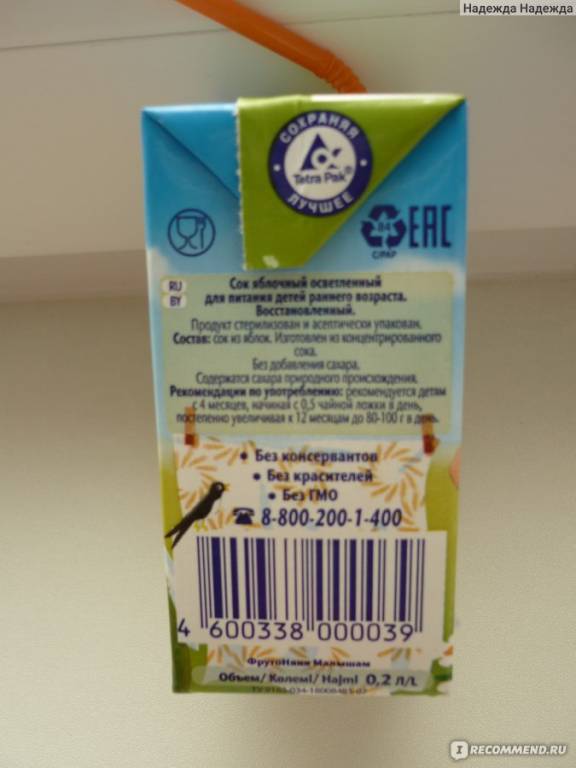 Надежда Надежда
СОХРАНЯЯ
Tetra Pak®
ЛУЧШЕЕ
84
C/PAP
EAC
RU
BY
Сок яблочный осветленный
для питания детей раннего возраста.
Восстановленный.
Продукт стерилизован и асептически упакован.
Состав: сок из яблок. Изготовлен из концентрированного
сока.
Без добавления сахара.
Содержатся сахара природного происхождения.
Рекомендации по употреблению: рекомендуется детям
с 4 месяцев, начиная с 0,5 чайной ложки в день,
постепенно увеличивая к 12 месяцам до 80-100 г в день.
• Без консервантов
• Без красителей
• Без ГМО
8-800-200-1-400
4 600338 000039
ФрутоНяня Малышам
Объем/ Көлемі/ Hajmi 0,2 л/L
IRECOMMEND.RU